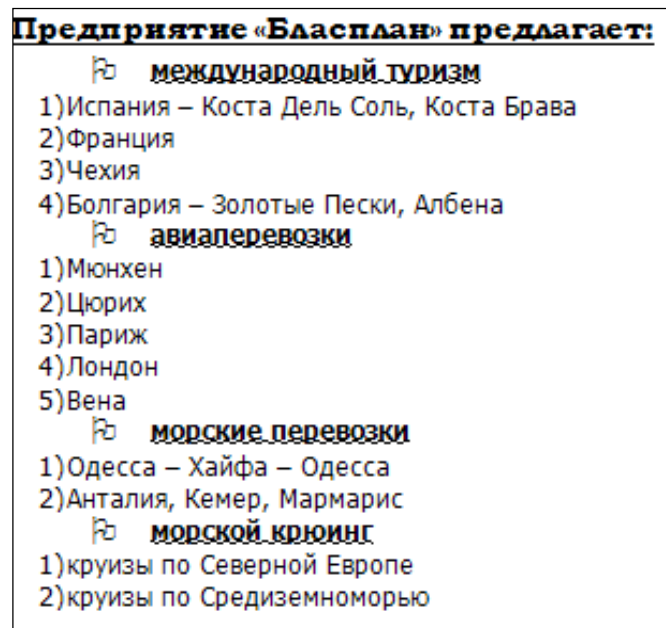 Предприятие «Бласплан» предлагает:
международный туризм
1)Испания – Коста Дель Соль, Коста Брава
2)Франция
3)Чехия
4)Болгария – Золотые Пески, Албена
авиаперевозки
1)Мюнхен
2)Цюрих
3)Париж
4)Лондон
5)Вена
морские перевозки
1)Одесса – Хайфа – Одесса
2)Анталия, Кемер, Мармарис
морской крюинг
1)круизы по Северной Европе
2)круизы по Средиземноморью